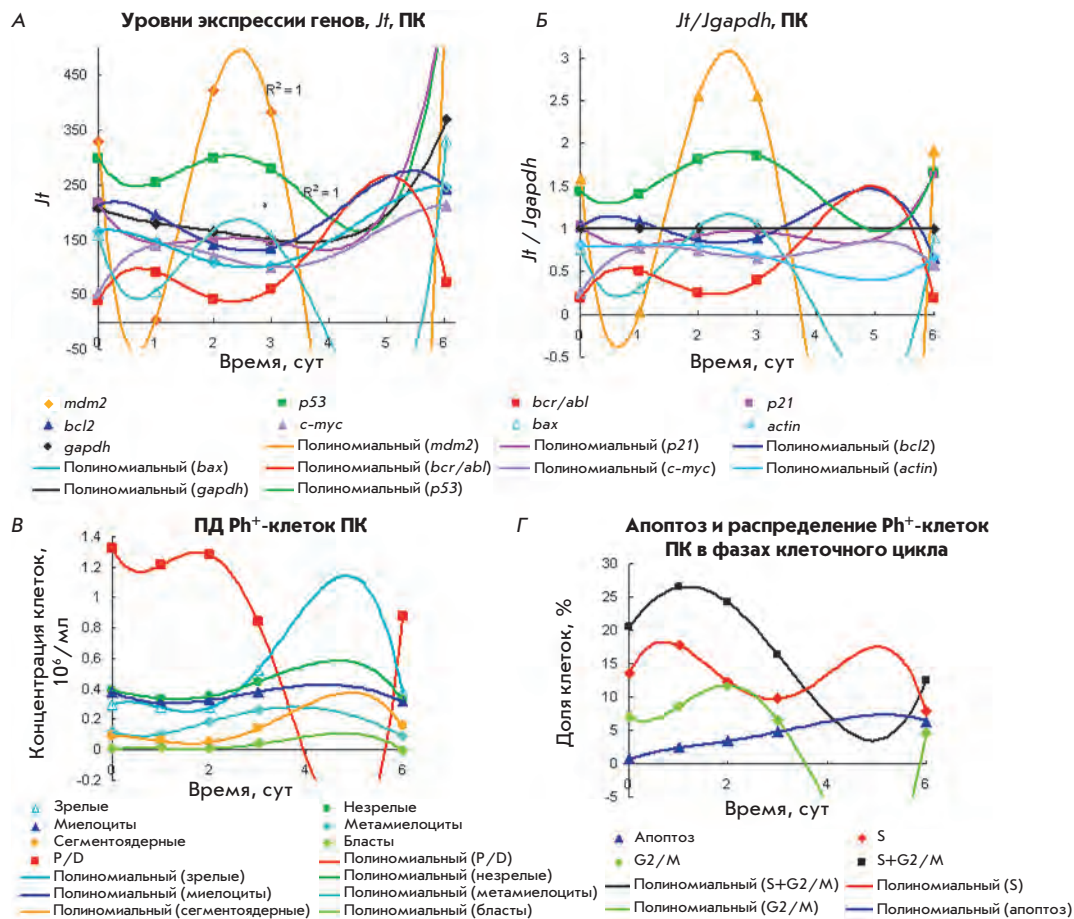 А
Уровни экспрессии генов, Jt, ПК
Jt
450
350
250
150
50
-50
R² = 1
R² = 1
0 1 2 3 4 5 6
Время, сут
Б
Jt/Jgapdh, ПК
Jt / Jgapdh
3
2.5
2
1.5
1
0.5
0
-0.5
0 1 2 3 4 5 6
Время, сут
mdm2
p53
bcr/abl
p21
bcl2
c-myc
bax
actin
gapdh
Полиномиальный (mdm2)
Полиномиальный (p21)
Полиномиальный (bcl2)
Полиномиальный (bax)
Полиномиальный (bcr/abl)
Полиномиальный (c-myc)
Полиномиальный (actin)
Полиномиальный (gapdh)
Полиномиальный (p53)
В
ПД Ph⁺-клеток ПК
Концентрация клеток,
10⁶/мл
1.4
1.2
1
0.8
0.6
0.4
0.2
0
-0.2
0 2 4 6
Время, сут
Зрелые
Незрелые
Миелоциты
Метамиелоциты
Сегментоядерные
Бласты
P/D
Полиномиальный (P/D)
Полиномиальный (зрелые)
Полиномиальный (незрелые)
Полиномиальный (миелоциты)
Полиномиальный (метамиелоциты)
Полиномиальный (сегментоядерные)
Полиномиальный (бласты)
Г
Апоптоз и распределение Ph⁺-клеток
ПК в фазах клеточного цикла
Доля клеток, %
30
25
20
15
10
5
0
-5
0 2 4 6
Время, сут
Апоптоз
S
G2/M
S+G2/M
Полиномиальный (S+G2/M)
Полиномиальный (S)
Полиномиальный (G2/M)
Полиномиальный (апоптоз)